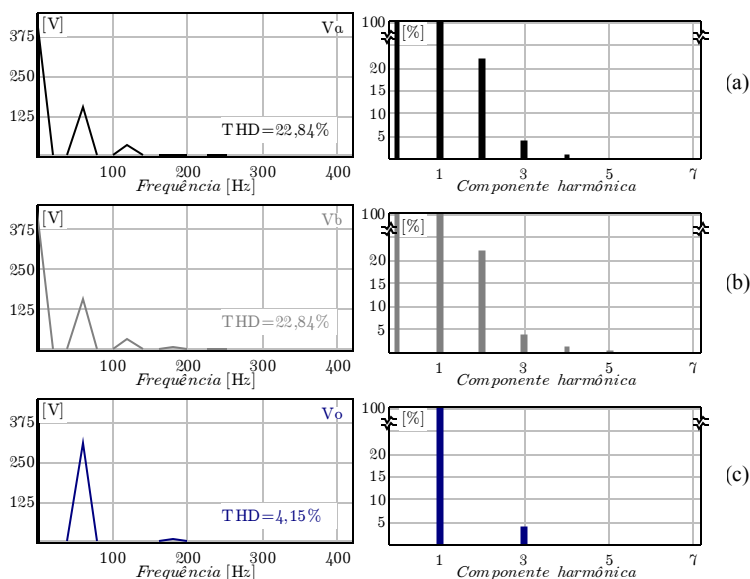 [V] Va
375
250
125
THD=22,84%
100 200 300 400
Frequência [Hz]
[%]
100
20
15
10
5
1 3 5 7
Componente harmônica
(a)
[V] Vb
375
250
125
THD=22,84%
100 200 300 400
Frequência [Hz]
[%]
100
20
15
10
5
1 3 5 7
Componente harmônica
(b)
[V] Vo
375
250
125
THD=4,15%
100 200 300 400
Frequência [Hz]
[%]
100
20
15
10
5
1 3 5 7
Componente harmônica
(c)